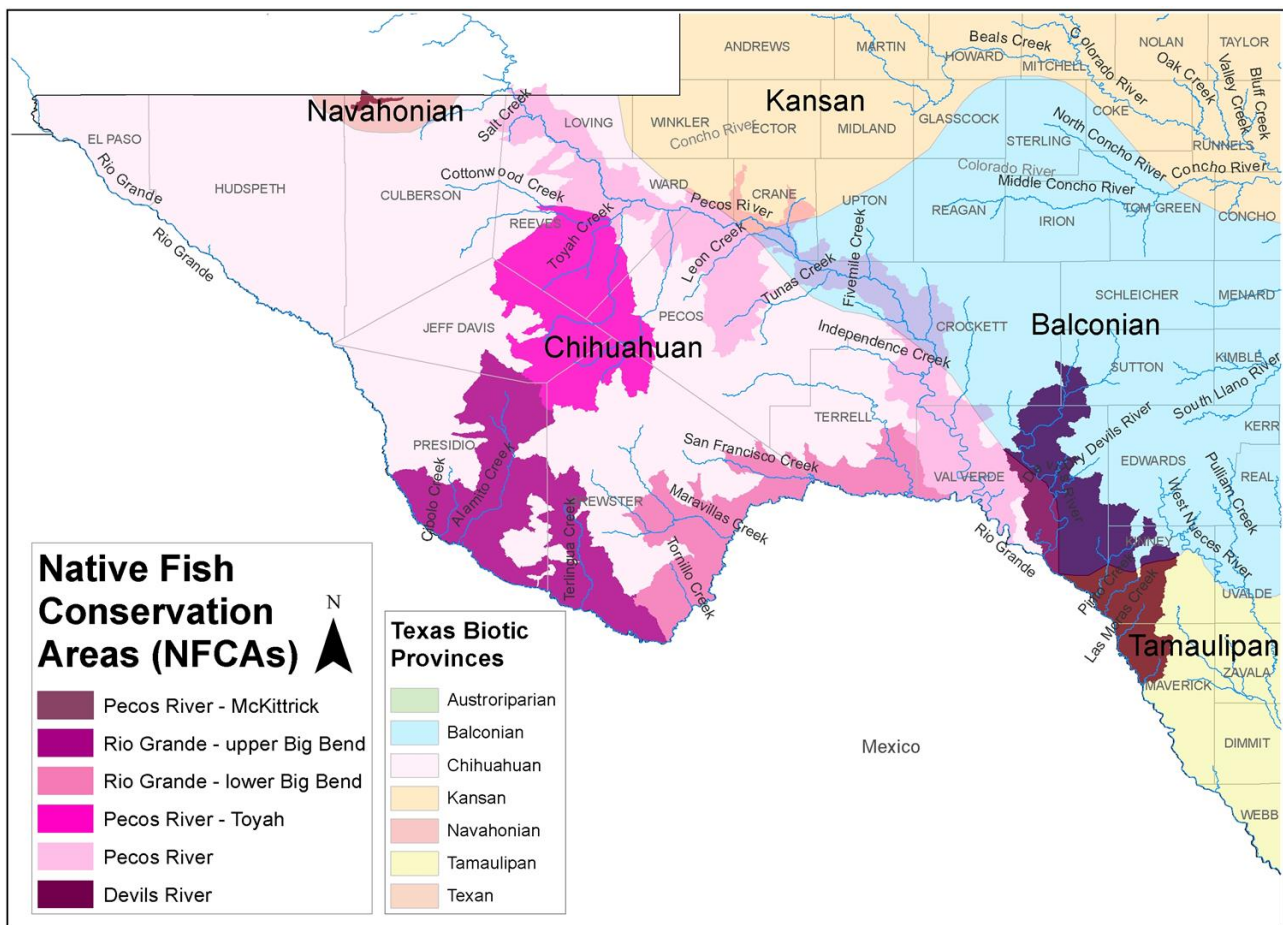 ANDREWS
MARTIN
Beals Creek
HOWARD
MITCHELL
Colorado River
NOLAN
TAYLOR
Oak Creek
Valley Creek
Bluff Creek
Navahonian
Kansan
Salt Creek
LOVING
WINKLER
Concho River
ECTOR
MIDLAND
GLASSCOCK
STERLING
COKE
North Concho River
RUNNELS
EL PASO
Rio Grande
HUDSPETH
CULBERSON
Cottonwood Creek
WARD
CRANE
Pecos River
UPTON
Colorado River
Middle Concho River
Concho River
REAGAN
IRION
TOM GREEN
CONCHO
Rio Grande
REEVES
Toyah Creek
Leon Creek
Fivemile Creek
Tunas Creek
SCHLEICHER
MENARD
PECOS
JEFF DAVIS
Chihuahuan
CROCKETT
Balconian
Independence Creek
SUTTON
KIMBLE
South Llano River
TERRELL
KERR
PRESIDIO
San Francisco Creek
Devils River
EDWARDS
REAL
VAL VERDE
Cibolo Creek
Alamito Creek
Terlingua Creek
Maravillas Creek
Tornillo Creek
Rio Grande
West Nueces River
Pulliam Creek
KINNEY
Pinto Creek
Las Moras Creek
UVALDE
Tamaulipan
ZAVALA
MAVERICK
DIMMIT
WEBB
Mexico
Native Fish
Conservation
Areas (NFCAs)
N
Pecos River - McKittrick
Rio Grande - upper Big Bend
Rio Grande - lower Big Bend
Pecos River - Toyah
Pecos River
Devils River
Texas Biotic
Provinces
Austroriparian
Balconian
Chihuahuan
Kansan
Navahonian
Tamaulipan
Texan